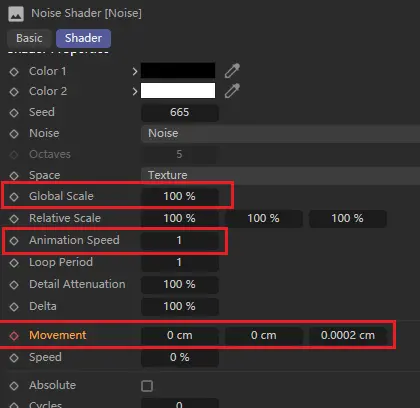 Noise Shader [Noise]
Basic Shader
Color 1
Color 2
Seed 665
Noise Noise
Octaves 5
Space Texture
Global Scale 100 %
Relative Scale 100 % 100 % 100 %
Animation Speed 1
Loop Period 1
Detail Attenuation 100 %
Delta 100 %
Movement 0 cm 0 cm 0.0002 cm
Speed 0 %
Absolute
Cycles 0